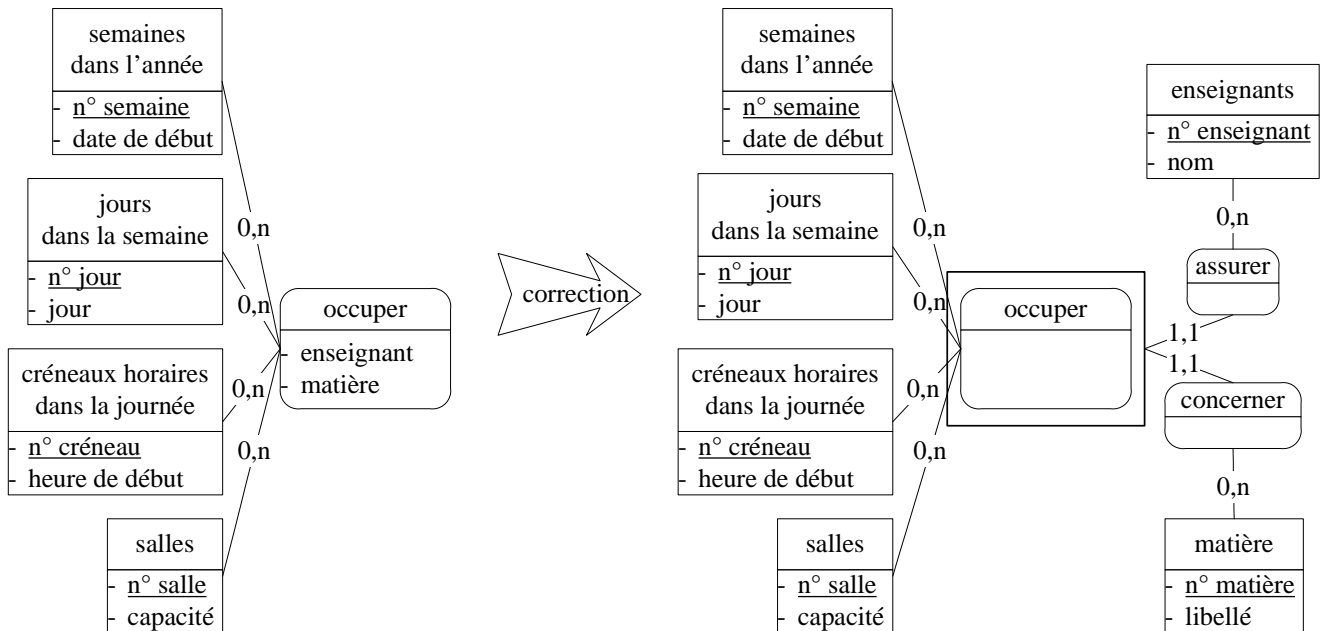 semaines
dans l'année
- n° semaine
- date de début
jours
dans la semaine
- n° jour
- jour
créneaux horaires
dans la journée
- n° créneau
- heure de début
salles
- n° salle
- capacité
0,n
0,n
0,n
0,n
occuper
- enseignant
- matière
correction
semaines
dans l'année
- n° semaine
- date de début
jours
dans la semaine
- n° jour
- jour
créneaux horaires
dans la journée
- n° créneau
- heure de début
salles
- n° salle
- capacité
0,n
0,n
0,n
0,n
occuper
enseignants
- n° enseignant
- nom
0,n
assurer
1,1
1,1
concerner
0,n
matière
- n° matière
- libellé